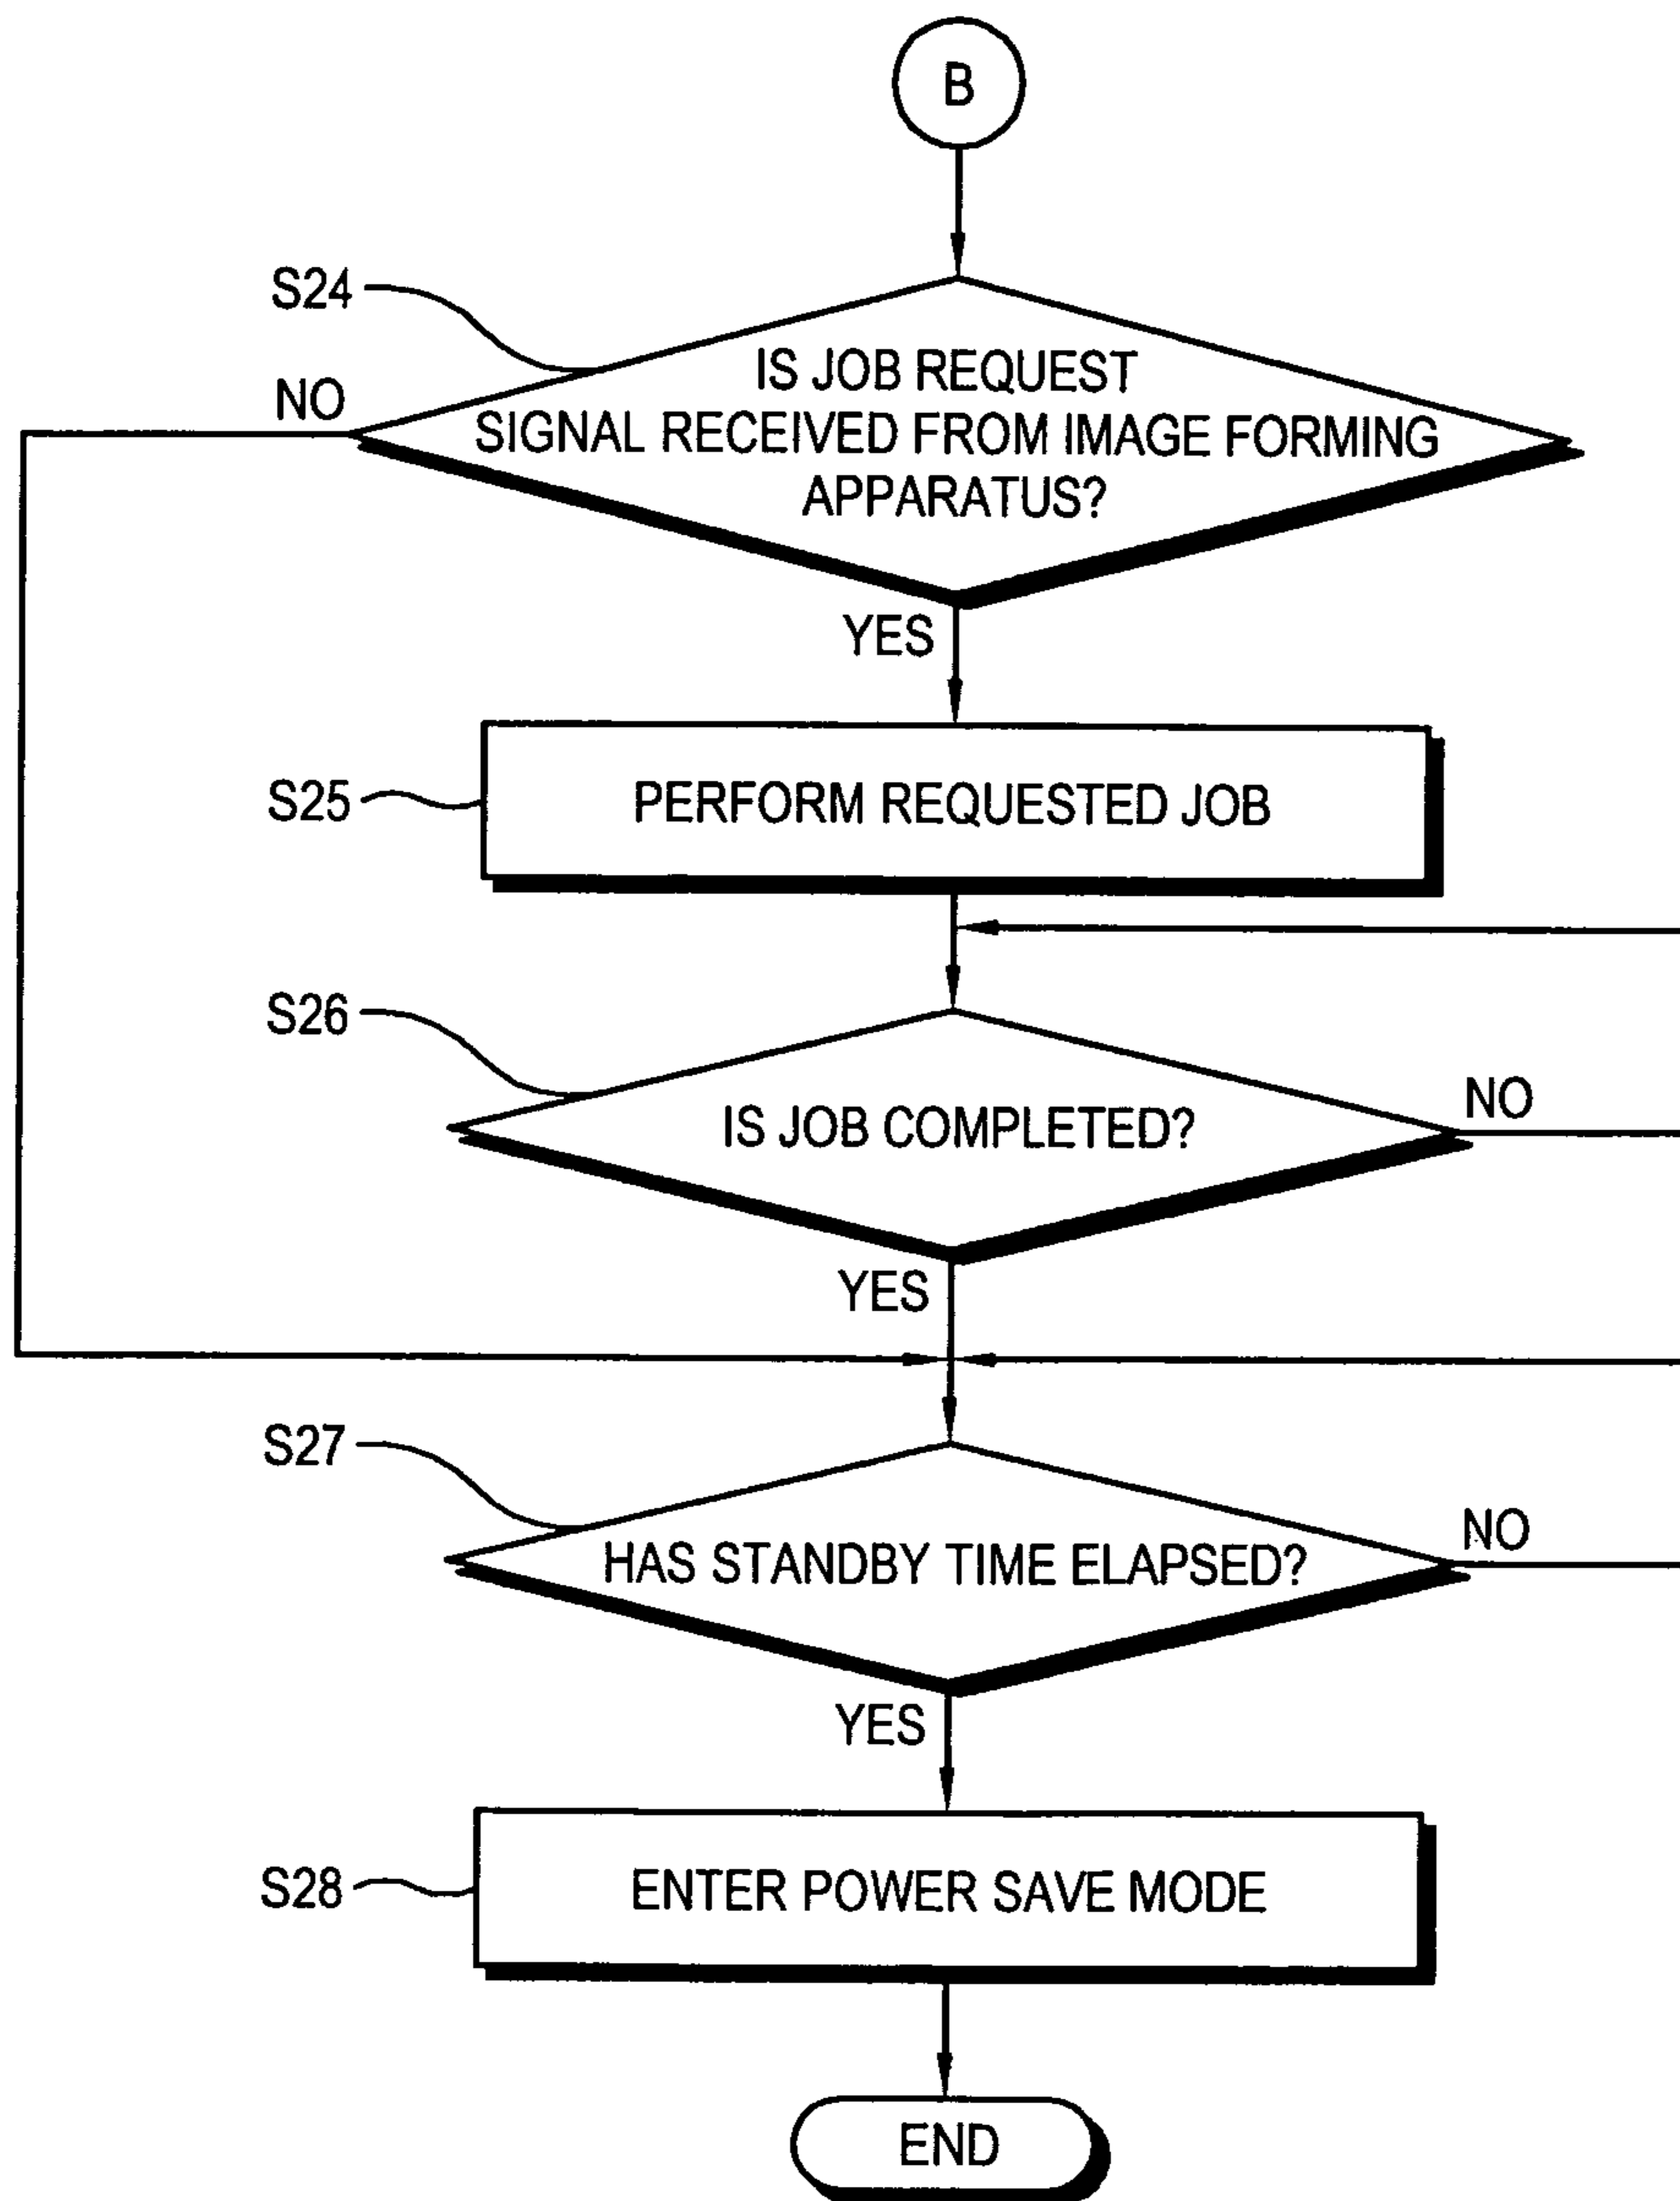 B
S24
NO
IS JOB REQUEST
SIGNAL RECEIVED FROM IMAGE FORMING
APPARATUS?
YES
S25
PERFORM REQUESTED JOB
S26
IS JOB COMPLETED?
NO
YES
S27
HAS STANDBY TIME ELAPSED?
NO
YES
S28
ENTER POWER SAVE MODE
END